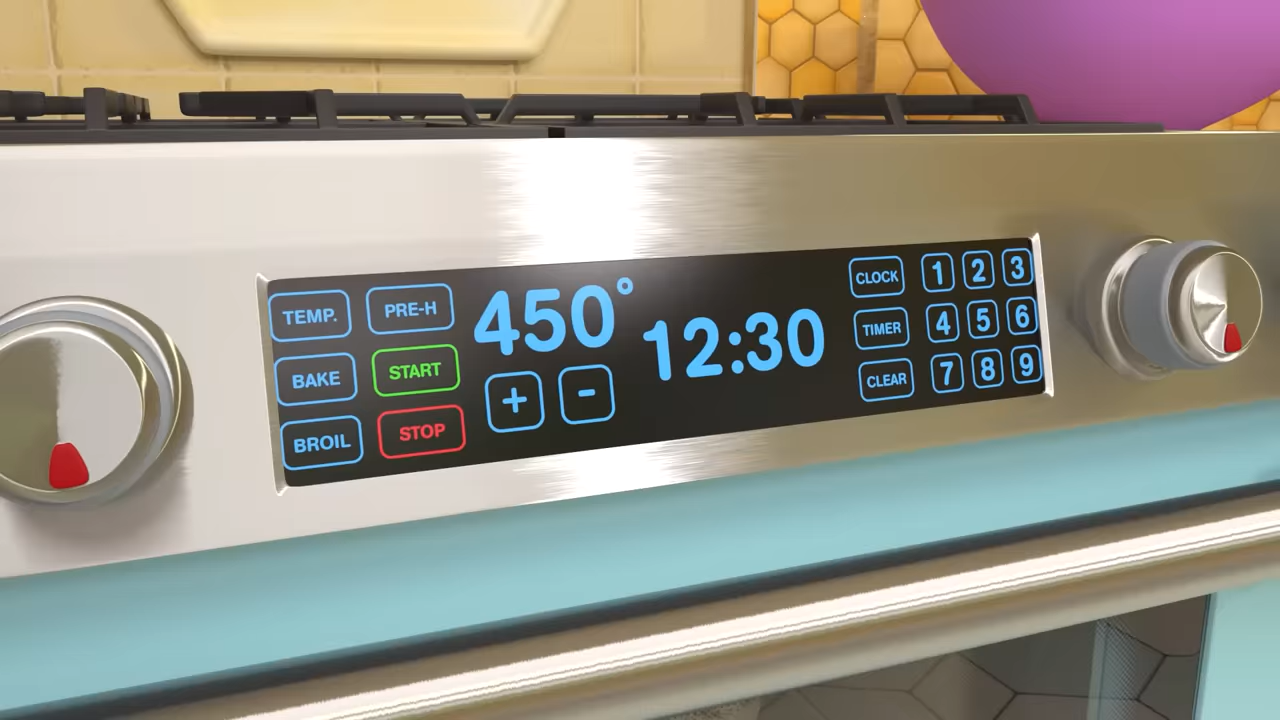 TEMP. PRE-H
BAKE START
BROIL STOP
450°
+ -
12:30
CLOCK 1 2 3
TIMER 4 5 6
CLEAR 7 8 9